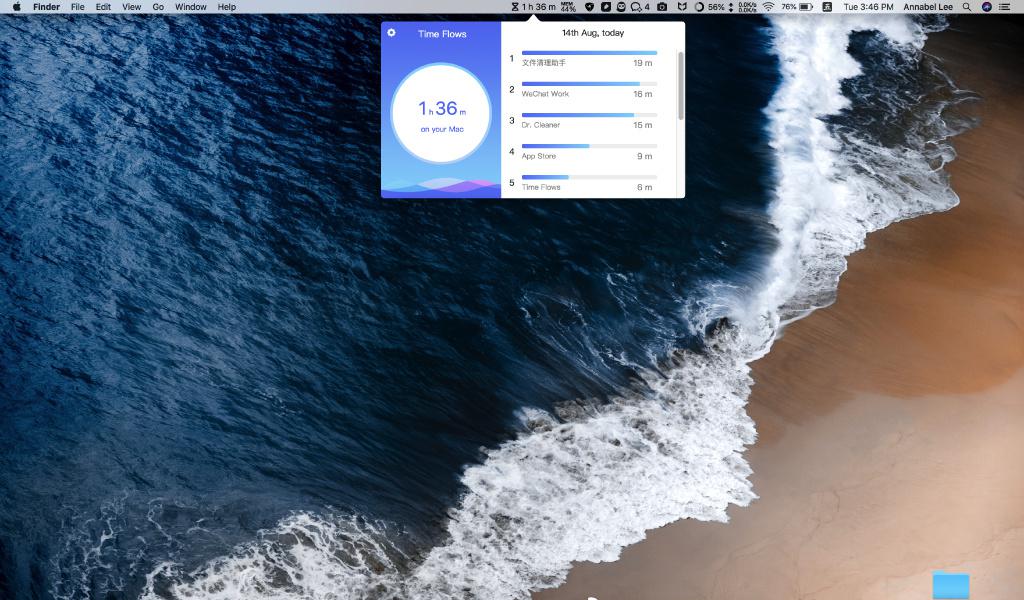 Finder File Edit View Go Window Help 1 h 36 m MEM 44% 4 56% 0.0K/s 0.0K/s 76% Tue 3:46 PM Annabel Lee
Time Flows
1 h 36 m
on your Mac
14th Aug, today
1
文件清理助手 19 m
2
WeChat Work 16 m
3
Dr. Cleaner 15 m
4
App Store 9 m
5
Time Flows 6 m